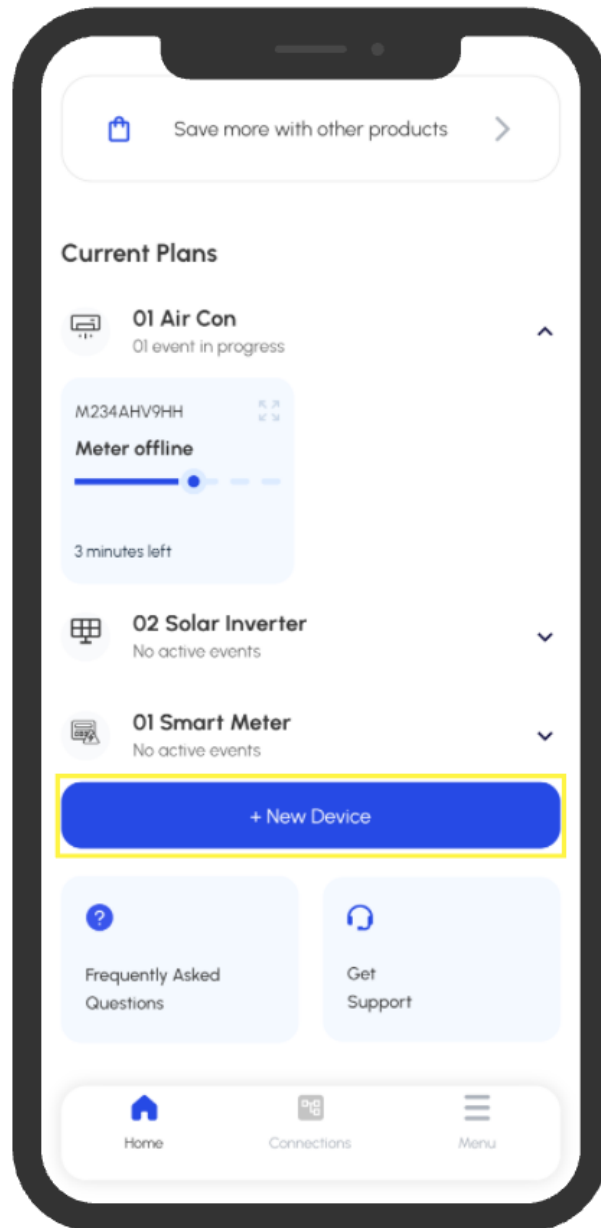 Save more with other products
Current Plans
01 Air Con
01 event in progress
M234AHV9HH
Meter offline
3 minutes left
02 Solar Inverter
No active events
01 Smart Meter
No active events
+ New Device
Frequently Asked
Questions
Get
Support
Home
Connections
Menu